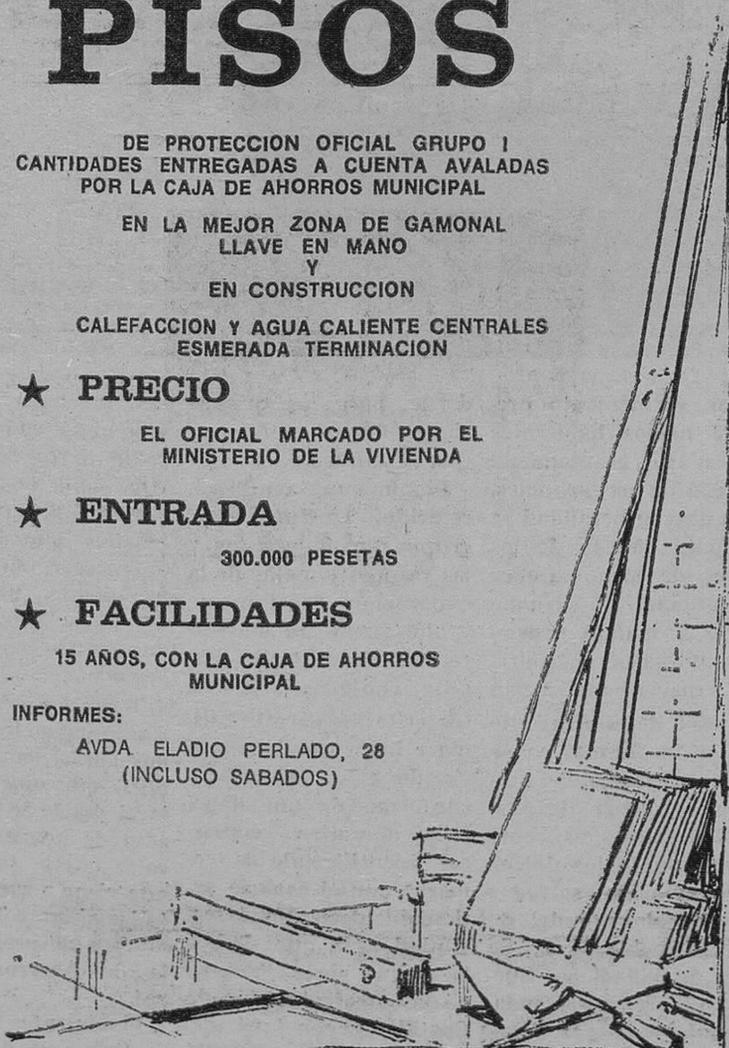 PISOS
DE PROTECCION OFICIAL GRUPO I
CANTIDADES ENTREGADAS A CUENTA AVALADAS
POR LA CAJA DE AHORROS MUNICIPAL
EN LA MEJOR ZONA DE GAMONAL
LLAVE EN MANO
Y
EN CONSTRUCCION
CALEFACCION Y AGUA CALIENTE CENTRALES
ESMERADA TERMINACION
★ PRECIO
EL OFICIAL MARCADO POR EL
MINISTERIO DE LA VIVIENDA
★ ENTRADA
300.000 PESETAS
★ FACILIDADES
15 AÑOS, CON LA CAJA DE AHORROS
MUNICIPAL
INFORMES:
AVDA. ELADIO PERLADO, 28
(INCLUSO SABADOS)